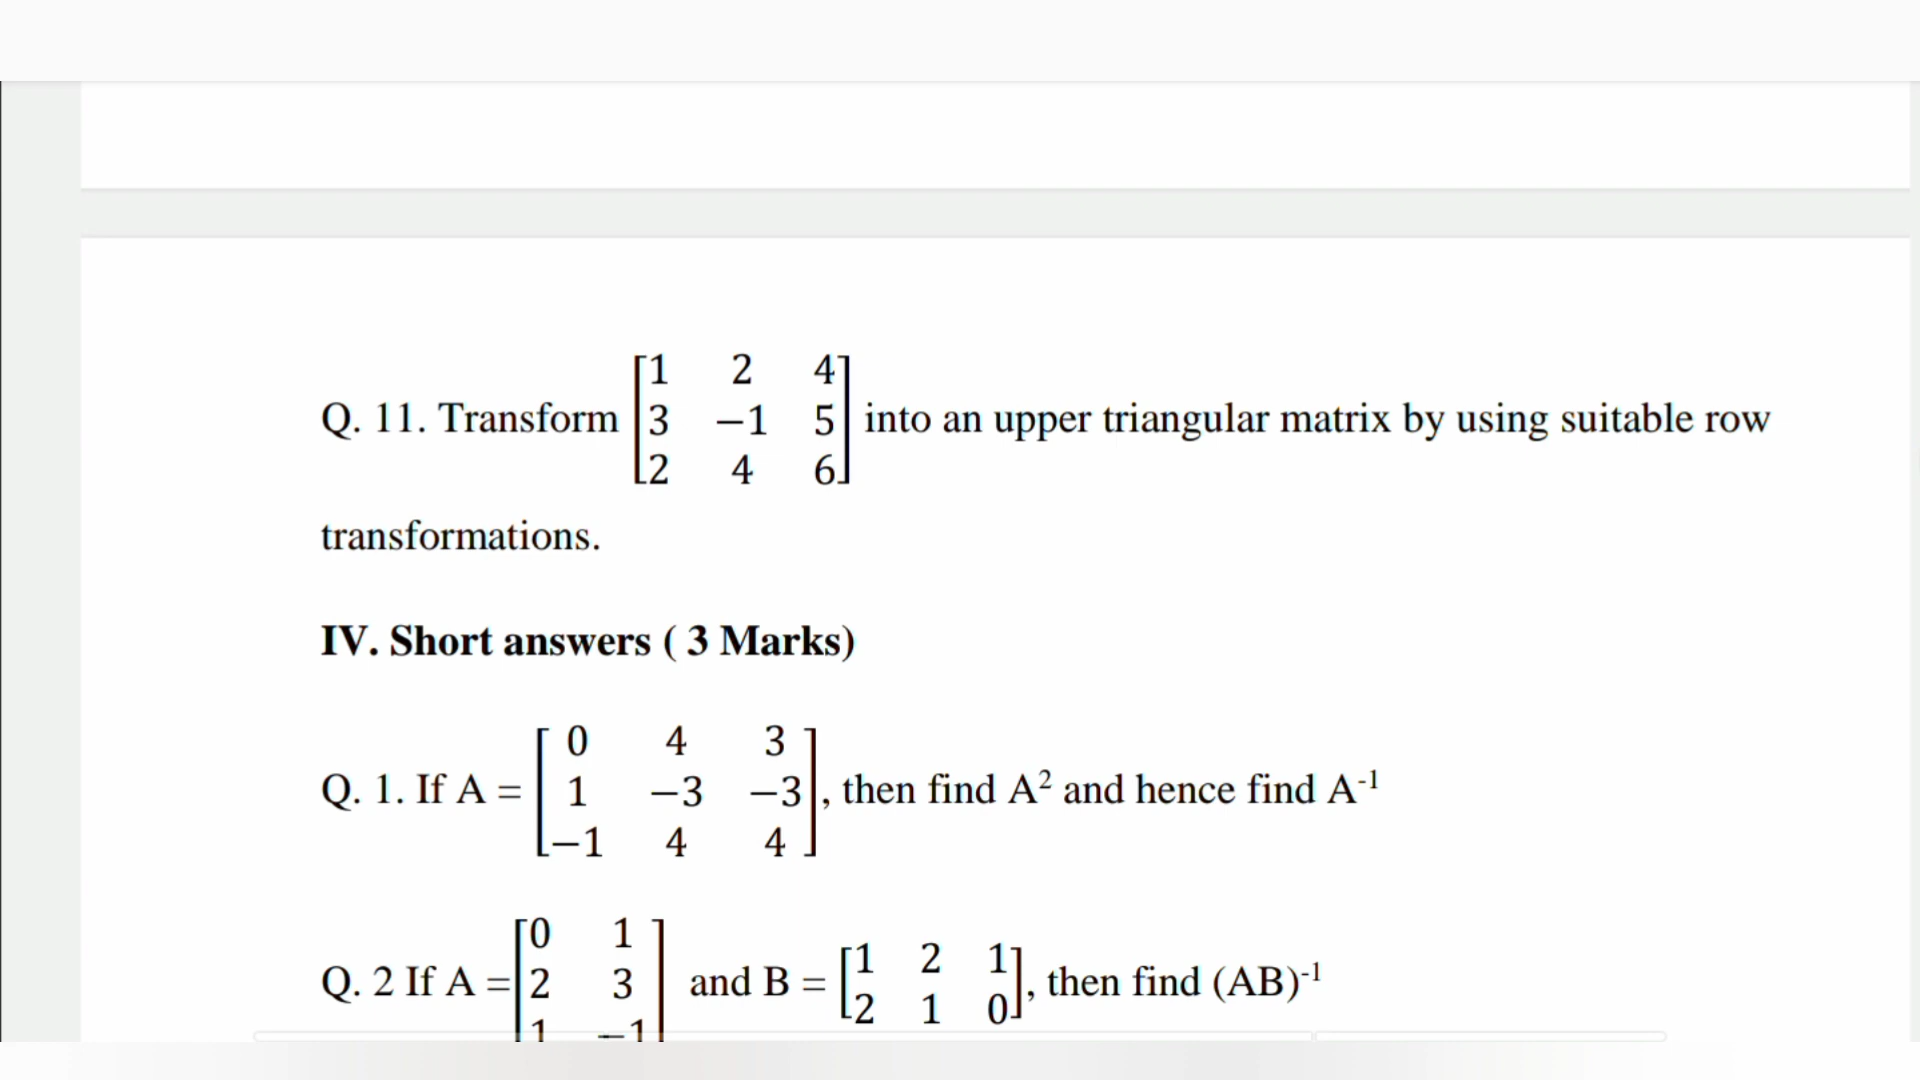 Q. 11. Transform [1 2 4; 3 −1 5; 2 4 6] into an upper triangular matrix by using suitable row
transformations.
IV. Short answers ( 3 Marks)
Q. 1. If A = [0 4 3; 1 −3 −3; −1 4 4], then find A² and hence find A⁻¹
Q. 2 If A = [0 1; 2 3; 1 −1] and B = [1 2 1; 2 1 0], then find (AB)⁻¹